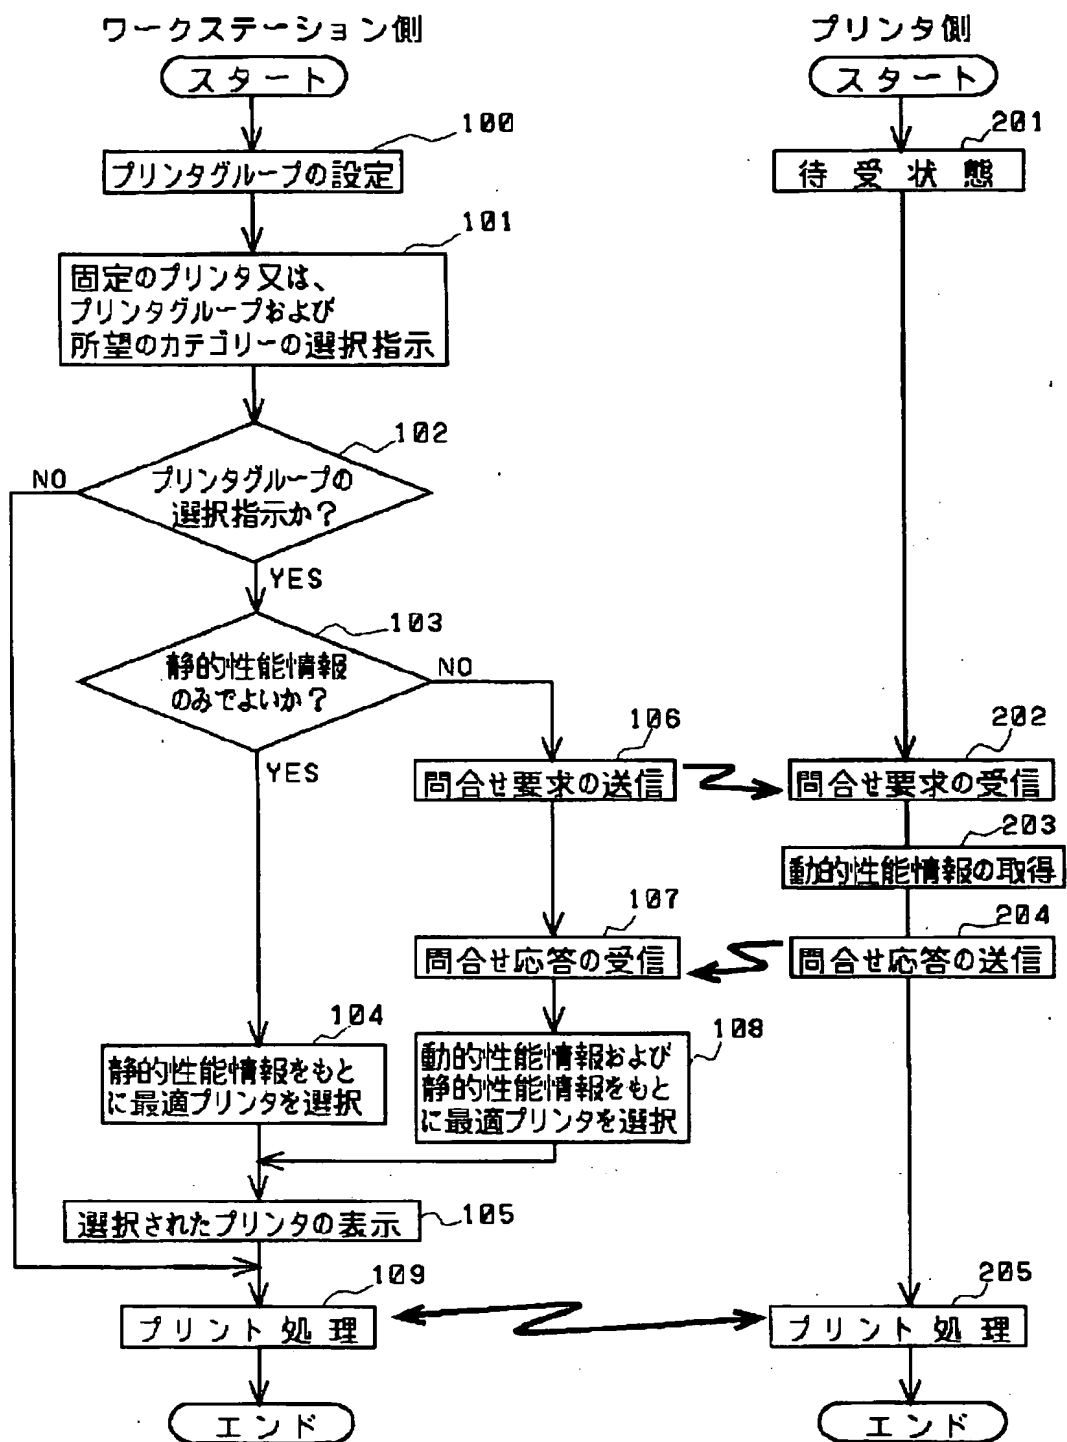 ワークステーション側
スタート
100
プリンタグループの設定
101
固定のプリンタ又は、
プリンタグループおよび
所望のカテゴリーの選択指示
102
プリンタグループの
選択指示か?
NO
YES
103
静的性能情報
のみでよいか?
NO
YES
106
問合せ要求の送信
107
問合せ応答の受信
104
静的性能情報をもと
に最適プリンタを選択
108
動的性能情報および
静的性能情報をもと
に最適プリンタを選択
選択されたプリンタの表示
105
109
プリント処理
エンド
プリンタ側
スタート
201
待受状態
202
問合せ要求の受信
203
動的性能情報の取得
204
問合せ応答の送信
205
プリント処理
エンド